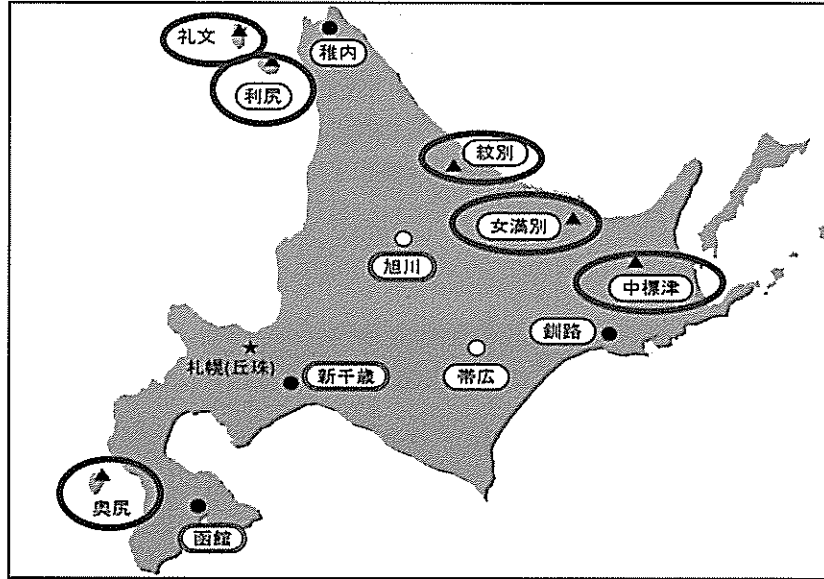 礼文
稚内
利尻
紋別
女満別
旭川
中標津
釧路
札幌(丘珠)
新千歳
帯広
奥尻
函館